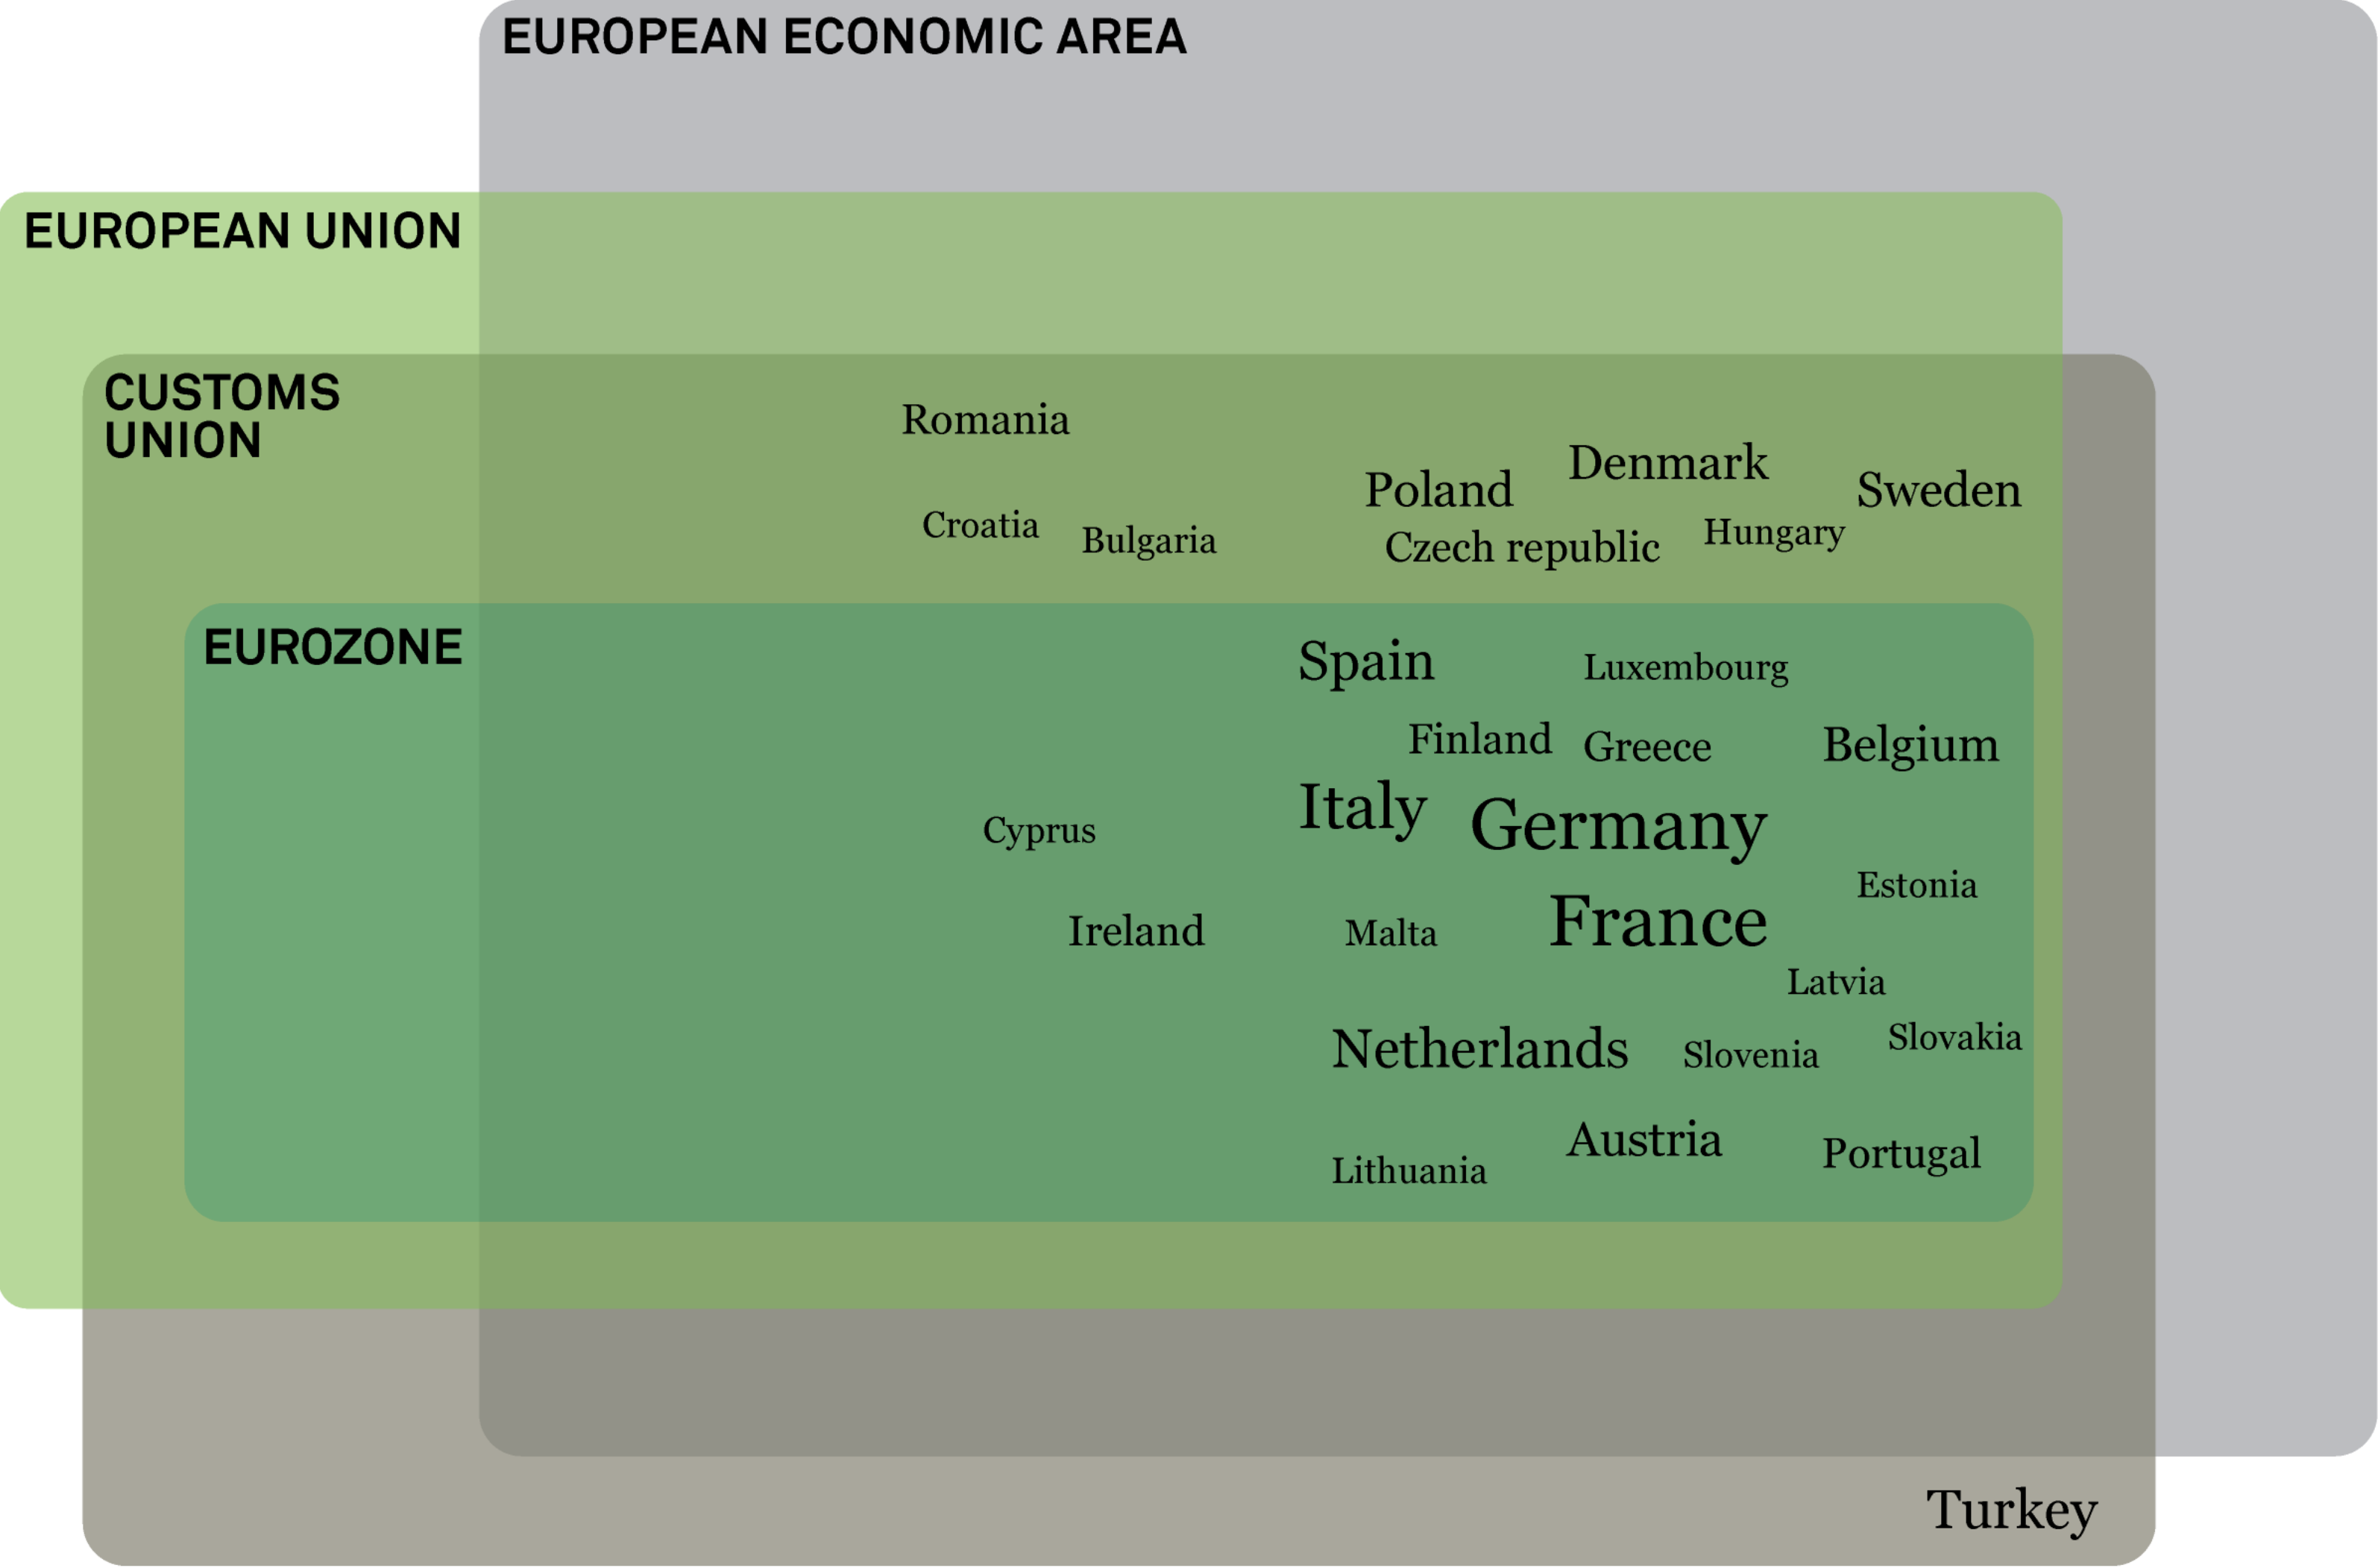 EUROPEAN ECONOMIC AREA
EUROPEAN UNION
CUSTOMS
UNION
Romania
Denmark
Poland
Sweden
Croatia
Bulgaria
Czech republic
Hungary
EUROZONE
Spain
Luxembourg
Finland
Greece
Belgium
Italy
Germany
Cyprus
Estonia
Ireland
Malta
France
Latvia
Netherlands
Slovenia
Slovakia
Lithuania
Austria
Portugal
Turkey